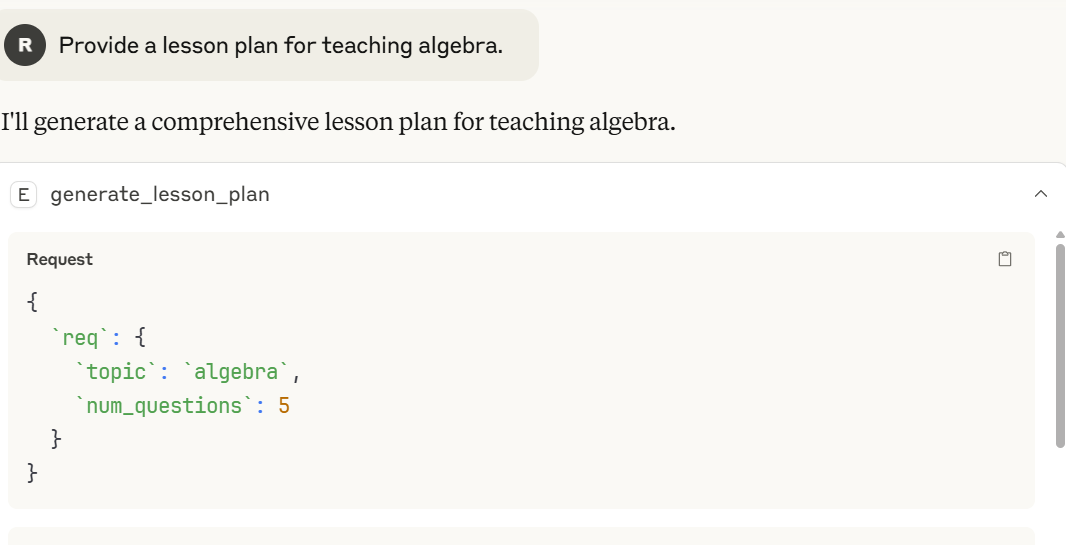 R Provide a lesson plan for teaching algebra.
I'll generate a comprehensive lesson plan for teaching algebra.
E generate_lesson_plan
Request
{
  `req`: {
    `topic`: `algebra`,
    `num_questions`: 5
  }
}